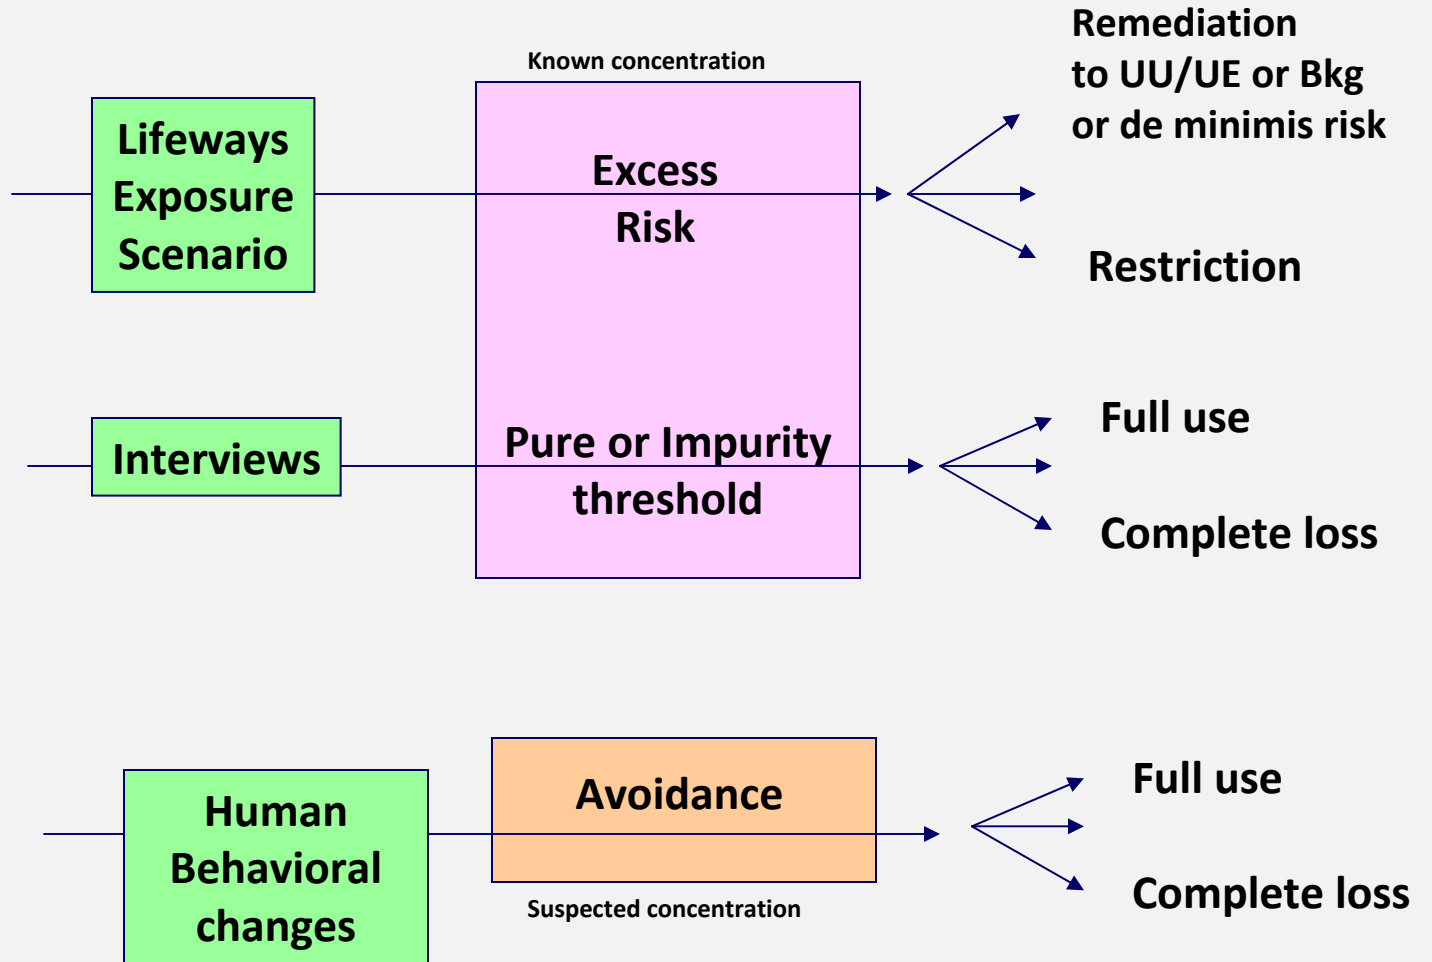 Known concentration
Lifeways
Exposure
Scenario
Excess
Risk
Remediation
to UU/UE or Bkg
or de minimis risk
Restriction
Interviews
Pure or Impurity
threshold
Full use
Complete loss
Human
Behavioral
changes
Avoidance
Suspected concentration
Full use
Complete loss